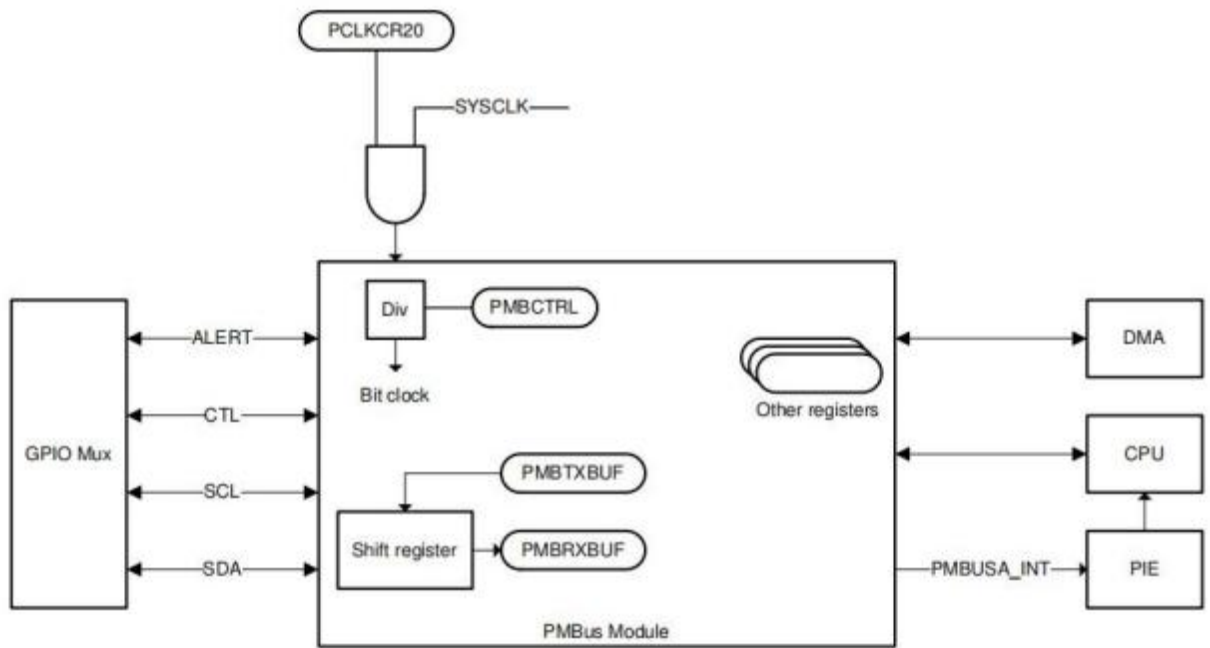 PCLKCR20
SYSCLK
Div
PMBCTRL
ALERT
DMA
Bit clock
Other registers
CTL
GPIO Mux
CPU
PMBTXBUF
SCL
Shift register
PMBRXBUF
SDA
PMBUSA_INT
PIE
PMBus Module